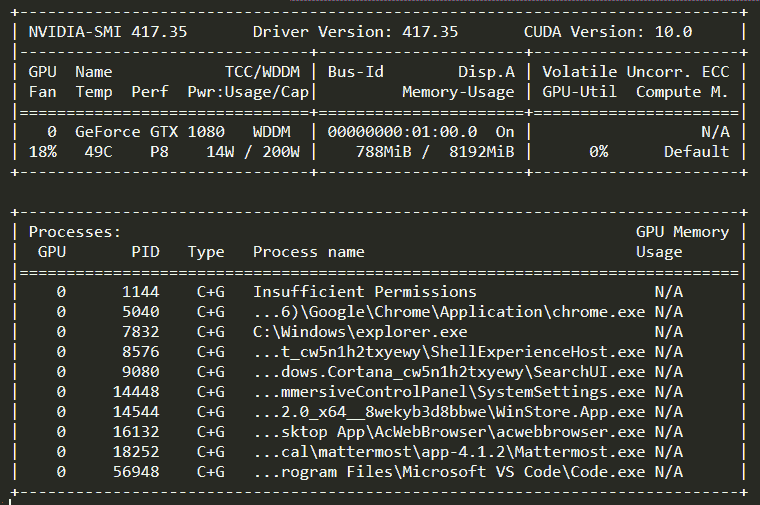 +-----------------------------------------------------------------------------+
| NVIDIA-SMI 417.35       Driver Version: 417.35       CUDA Version: 10.0     |
|-------------------------------+----------------------+----------------------+
| GPU  Name            TCC/WDDM | Bus-Id        Disp.A | Volatile Uncorr. ECC |
| Fan  Temp  Perf  Pwr:Usage/Cap|         Memory-Usage | GPU-Util  Compute M. |
|===============================+======================+======================|
|   0  GeForce GTX 1080   WDDM  | 00000000:01:00.0  On |                  N/A |
| 18%   49C    P8    14W / 200W |    788MiB /  8192MiB |      0%      Default |
+-------------------------------+----------------------+----------------------+
+-----------------------------------------------------------------------------+
| Processes:                                                       GPU Memory |
|  GPU       PID   Type   Process name                             Usage      |
|=============================================================================|
|    0      1144    C+G   Insufficient Permissions                   N/A      |
|    0      5040    C+G   ...6)\Google\Chrome\Application\chrome.exe N/A      |
|    0      7832    C+G   C:\Windows\explorer.exe                    N/A      |
|    0      8576    C+G   ...t_cw5n1h2txyewy\ShellExperienceHost.exe N/A      |
|    0      9080    C+G   ...dows.Cortana_cw5n1h2txyewy\SearchUI.exe N/A      |
|    0     14448    C+G   ...mmersiveControlPanel\SystemSettings.exe N/A      |
|    0     14544    C+G   ...2.0_x64__8wekyb3d8bbwe\WinStore.App.exe N/A      |
|    0     16132    C+G   ...sktop App\AcWebBrowser\acwebbrowser.exe N/A      |
|    0     18252    C+G   ...cal\mattermost\app-4.1.2\Mattermost.exe N/A      |
|    0     56948    C+G   ...rogram Files\Microsoft VS Code\Code.exe N/A      |
+-----------------------------------------------------------------------------+